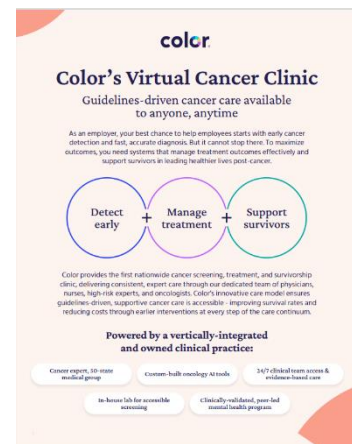 color
Color's Virtual Cancer Clinic
Guidelines-driven cancer care available
to anyone, anytime
As an employer, your best chance to help employees starts with early cancer
detection and fast, accurate diagnosis. But it cannot stop there. To maximize
outcomes, you need systems that manage treatment outcomes effectively and
support survivors in leading healthier lives post-cancer.
Detect
early
+
Manage
treatment
+
Support
survivors
Color provides the first nationwide cancer screening, treatment, and survivorship
clinic, delivering consistent, expert care through our dedicated team of physicians,
nurses, high-risk experts, and oncologists. Color's innovative care model ensures
guidelines-driven, supportive cancer care is accessible - improving survival rates and
reducing costs through earlier interventions at every step of the care continuum.
Powered by a vertically-integrated
and owned clinical practice:
Cancer expert, 50-state
medical group
Custom-built oncology AI tools
24/7 clinical team access &
evidence-based care
In-house lab for accessible
screening
Clinically-validated, peer-led
mental health program